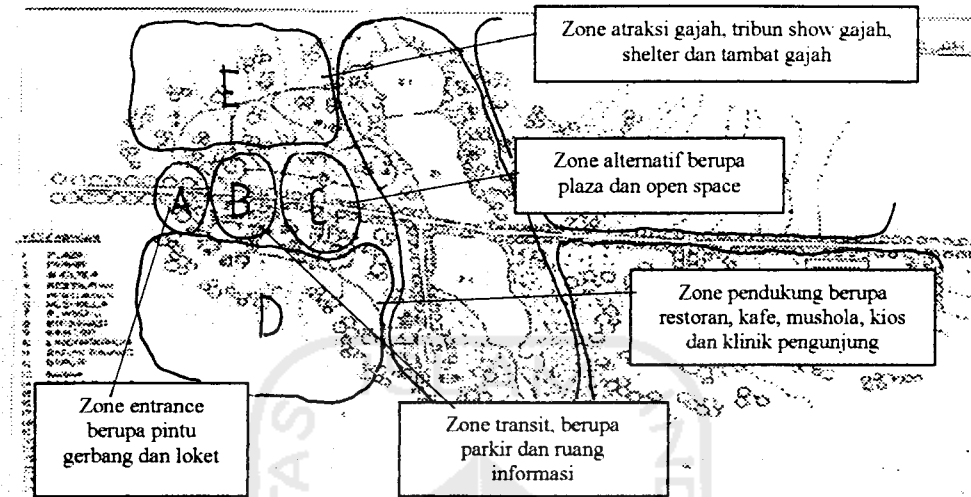 Zone atraksi gajah, tribun show gajah,
shelter dan tambat gajah
E
Zone alternatif berupa
plaza dan open space
A
B
C
D
Zone pendukung berupa
restoran, kafe, mushola, kios
dan klinik pengunjung
Zone entrance
berupa pintu
gerbang dan loket
Zone transit, berupa
parkir dan ruang
informasi